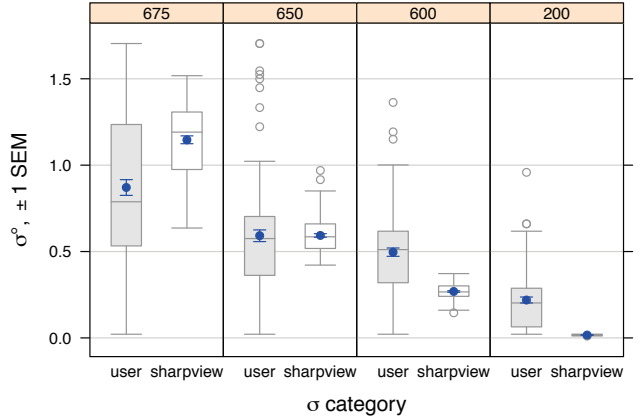 675 650 600 200
1.5
1.0
0.5
0.0
σ°, ±1 SEM
user sharpview user sharpview user sharpview user sharpview
σ category